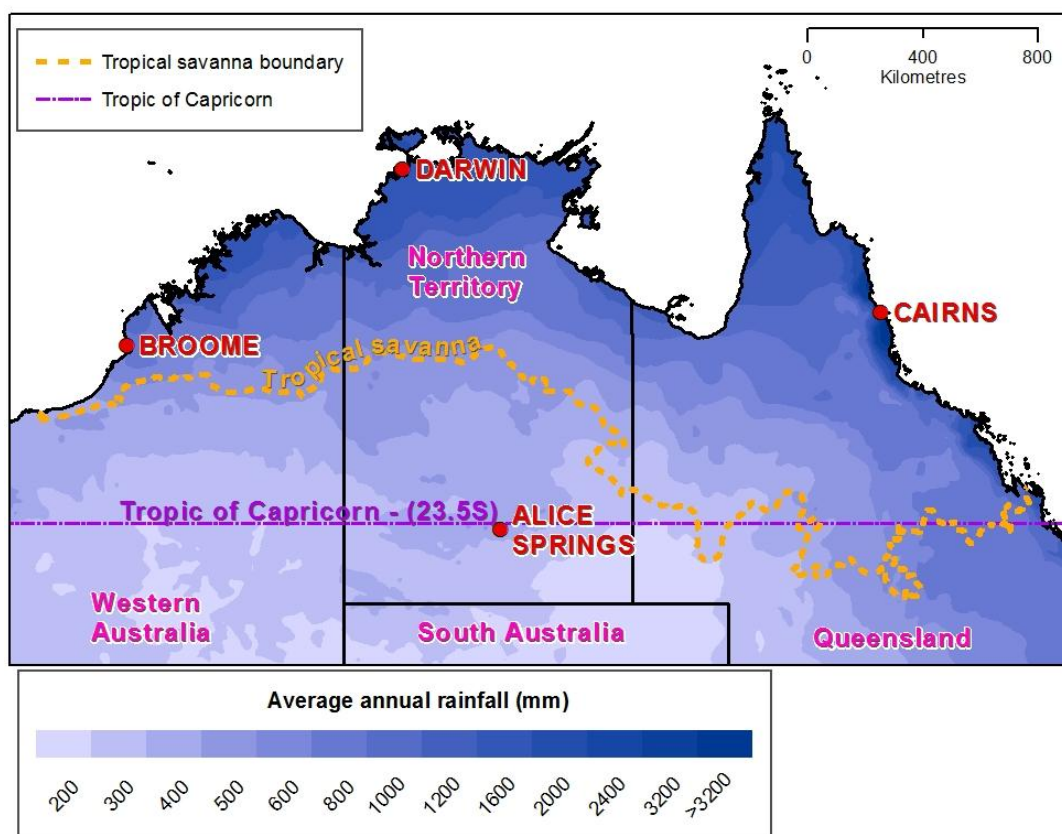 Tropical savanna boundary
Tropic of Capricorn
0 400 800
Kilometres
DARWIN
Northern
Territory
CAIRNS
BROOME
Tropical savanna
Tropic of Capricorn - (23.5S)
ALICE
SPRINGS
Western
Australia
South Australia
Queensland
Average annual rainfall (mm)
200 300 400 500 600 800 1000 1200 1600 2000 2400 3200 >3200